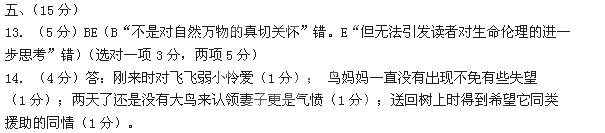 五、（15分）
13. （5分）BE（B“不是对自然万物的真切关怀”错。E“但无法引发读者对生命伦理的进一
步思考”错）（选对一项3分，两项5分）
14. （4分）答：刚来时对飞飞弱小怜爱（1分）； 鸟妈妈一直没有出现不免有些失望
（1分）；两天了还是没有大鸟来认领妻子更是气愤（1分）；送回树上时得到希望它同类
援助的同情（1分）。